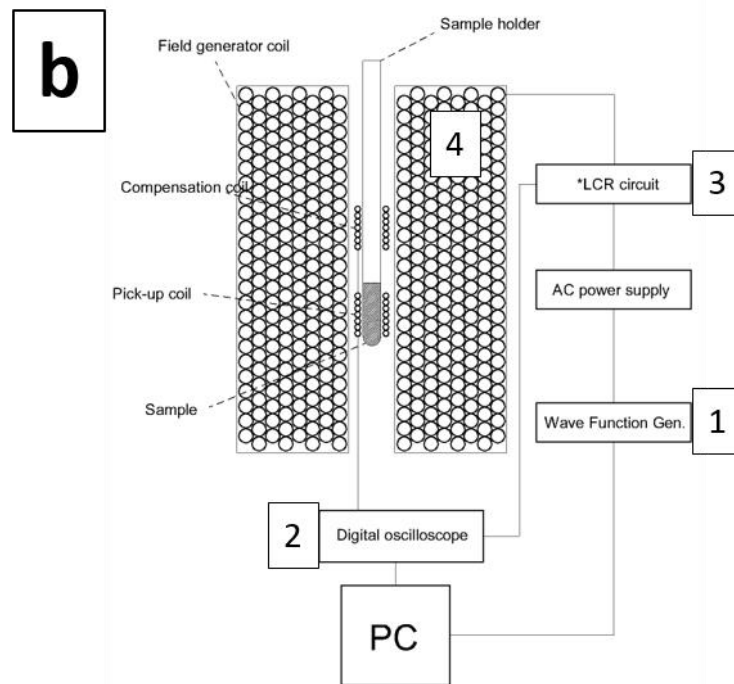 b
Sample holder
Field generator coil
4
*LCR circuit
3
Compensation coil
AC power supply
Pick-up coil
Sample
Wave Function Gen.
1
2
Digital oscilloscope
PC